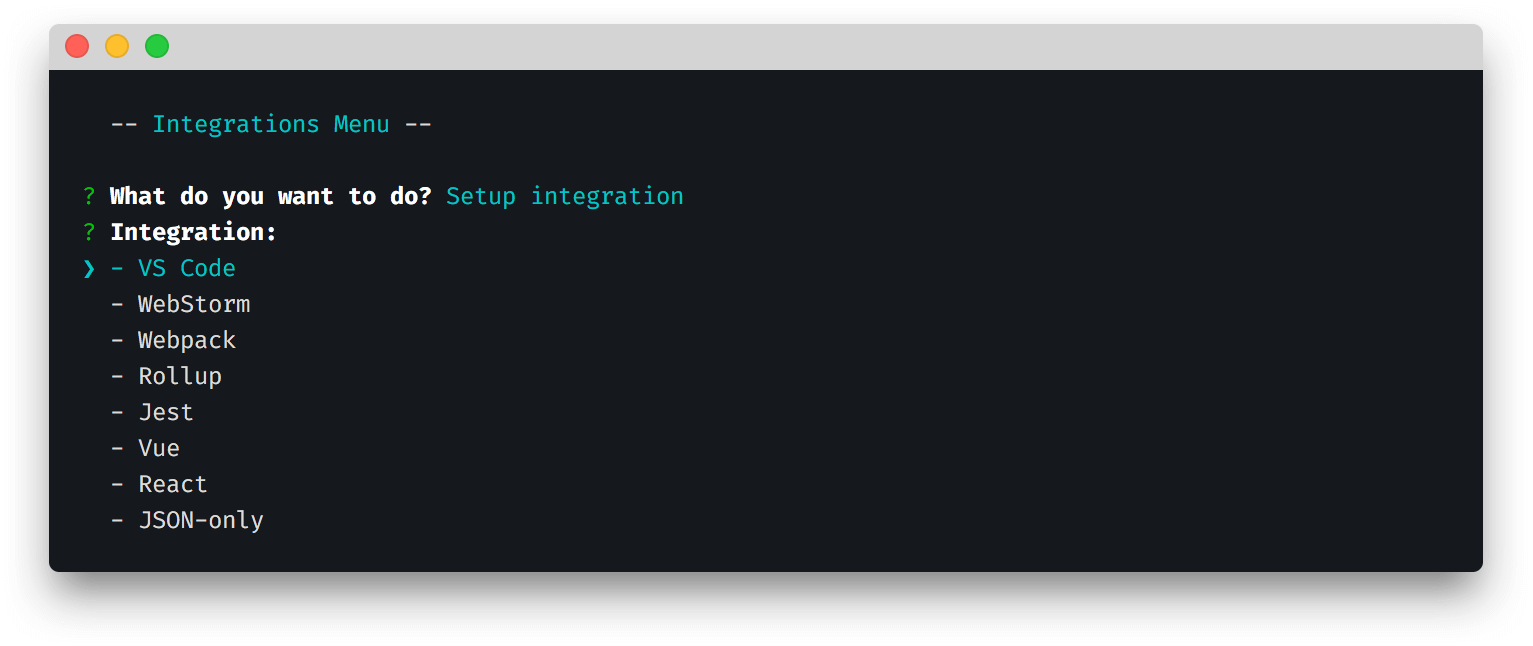 -- Integrations Menu --
? What do you want to do? Setup integration
? Integration:
❯ - VS Code
- WebStorm
- Webpack
- Rollup
- Jest
- Vue
- React
- JSON-only